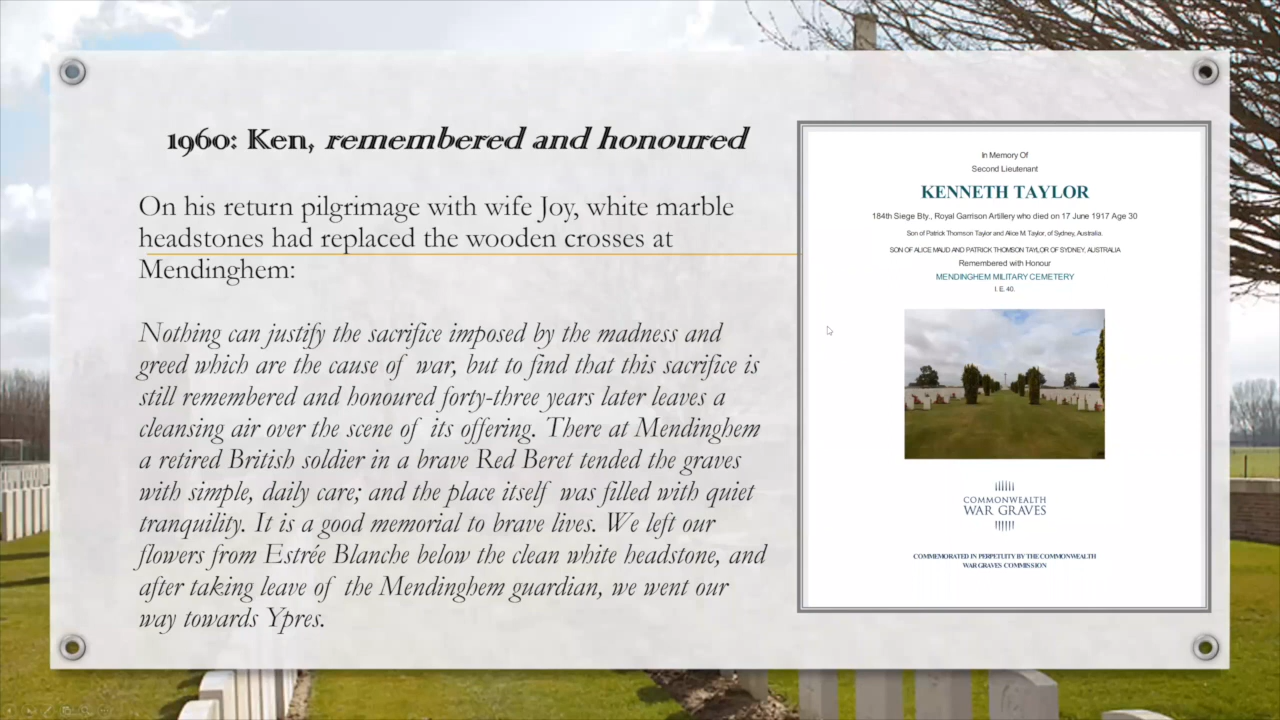 1960: Ken, remembered and honoured
On his return pilgrimage with wife Joy, white marble
headstones had replaced the wooden crosses at
Mendinghem:
Nothing can justify the sacrifice imposed by the madness and
greed which are the cause of war, but to find that this sacrifice is
still remembered and honoured forty-three years later leaves a
cleansing air over the scene of its offering. There at Mendinghem
a retired British soldier in a brave Red Beret tended the graves
with simple, daily care; and the place itself was filled with quiet
tranquility. It is a good memorial to brave lives. We left our
flowers from Estrée Blanche below the clean white headstone, and
after taking leave of the Mendinghem guardian, we went our
way towards Ypres.
In Memory Of
Second Lieutenant
KENNETH TAYLOR
184th Siege Bty., Royal Garrison Artillery who died on 17 June 1917 Age 30
Son of Patrick Thomson Taylor and Alice M. Taylor, of Sydney, Australia.
SON OF ALICE MAUD AND PATRICK THOMSON TAYLOR OF SYDNEY, AUSTRALIA
Remembered with Honour
MENDINGHEM MILITARY CEMETERY
I. E. 40.
COMMONWEALTH
WAR GRAVES
COMMEMORATED IN PERPETUITY BY THE COMMONWEALTH
WAR GRAVES COMMISSION